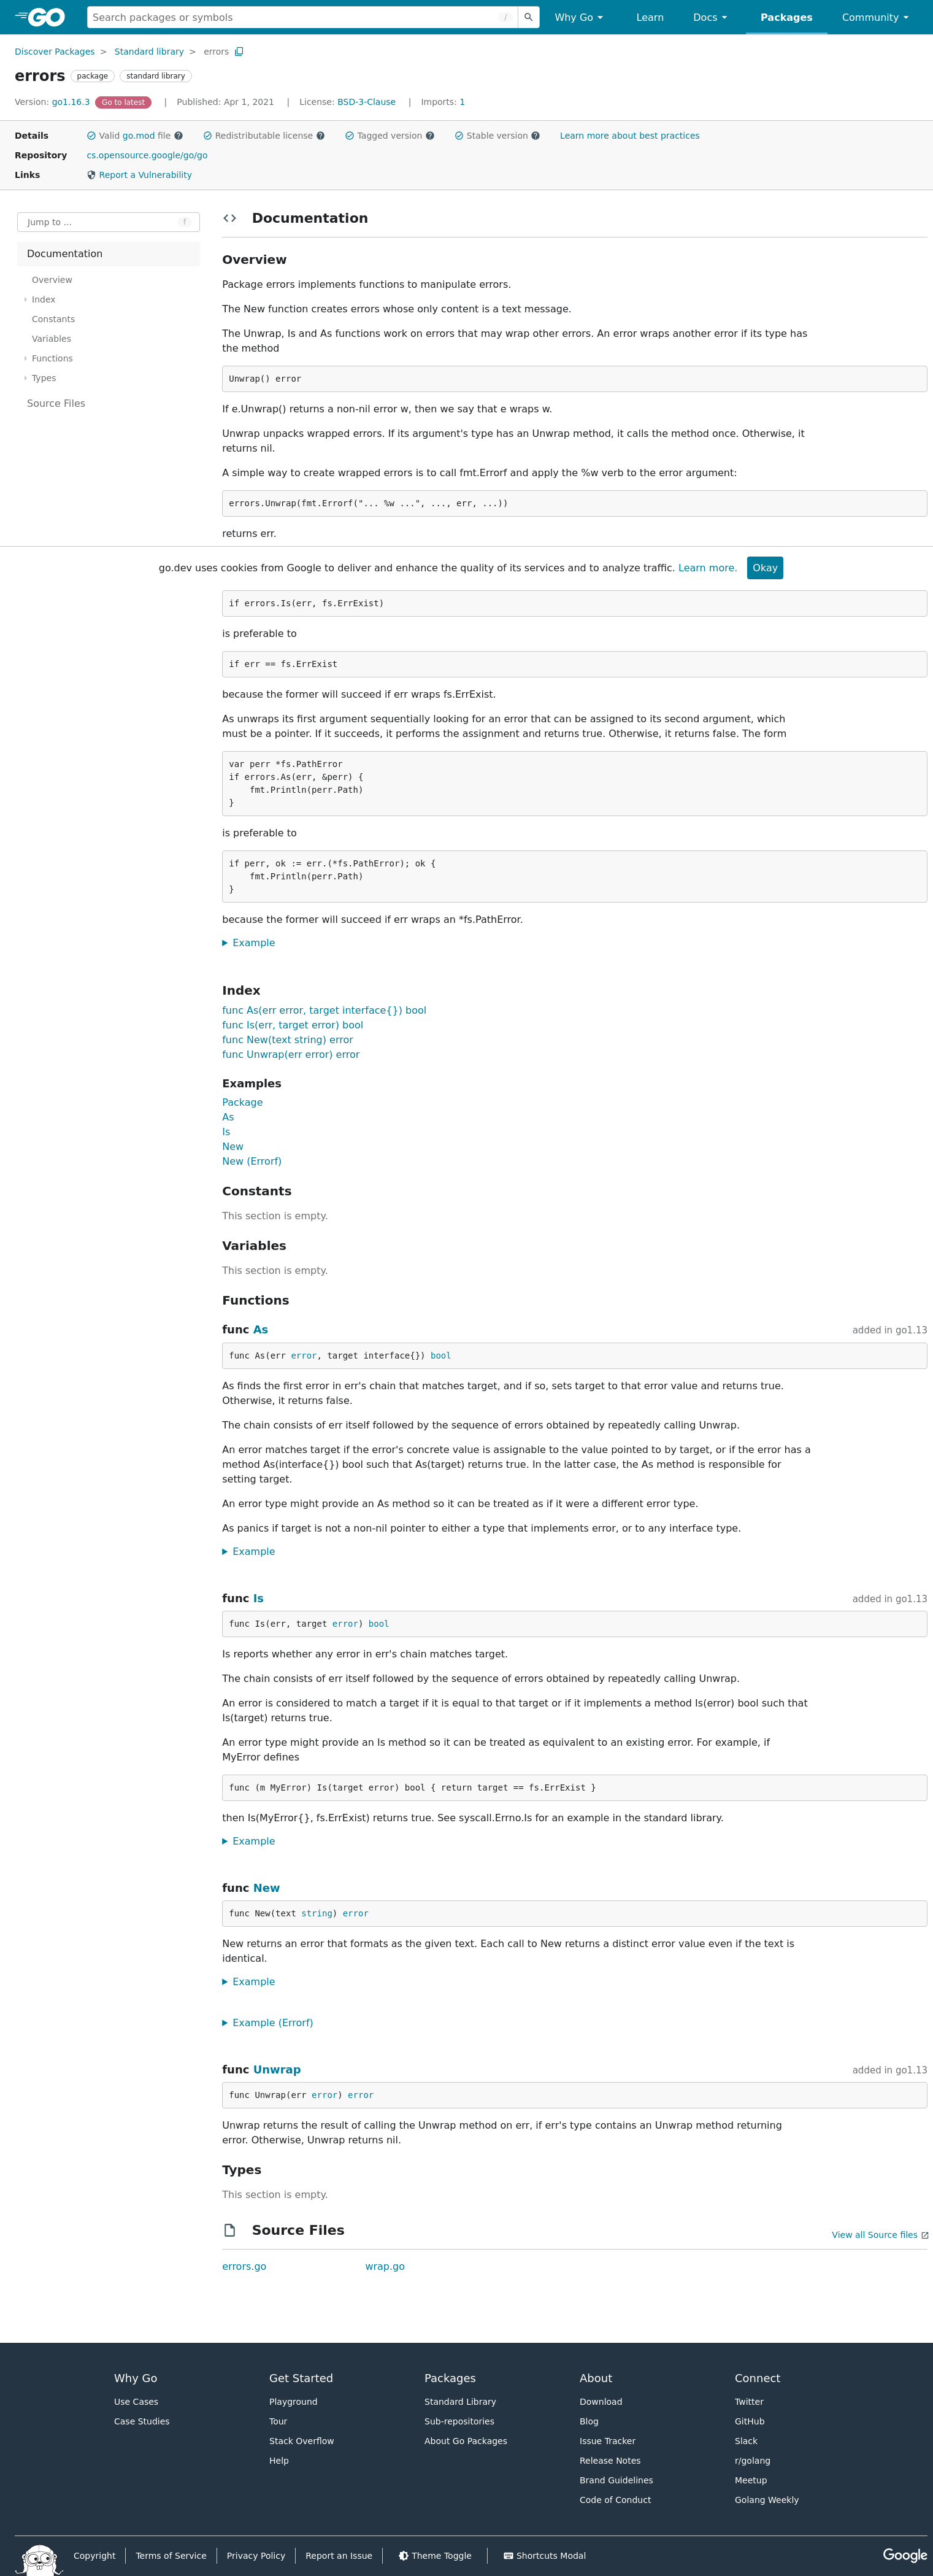 GO
Search packages or symbols /
Why Go
Learn
Docs
Packages
Community
Discover Packages > Standard library > errors
errors package standard library
Version: go1.16.3 Go to latest | Published: Apr 1, 2021 | License: BSD-3-Clause | Imports: 1
Details Valid go.mod file Redistributable license Tagged version Stable version Learn more about best practices
Repository cs.opensource.google/go/go
Links Report a Vulnerability
Jump to ... f
Documentation
Overview
Index
Constants
Variables
Functions
Types
Source Files
Documentation
Overview
Package errors implements functions to manipulate errors.
The New function creates errors whose only content is a text message.
The Unwrap, Is and As functions work on errors that may wrap other errors. An error wraps another error if its type has
the method
Unwrap() error
If e.Unwrap() returns a non-nil error w, then we say that e wraps w.
Unwrap unpacks wrapped errors. If its argument's type has an Unwrap method, it calls the method once. Otherwise, it
returns nil.
A simple way to create wrapped errors is to call fmt.Errorf and apply the %w verb to the error argument:
errors.Unwrap(fmt.Errorf("... %w ...", ..., err, ...))
returns err.
go.dev uses cookies from Google to deliver and enhance the quality of its services and to analyze traffic. Learn more. Okay
if errors.Is(err, fs.ErrExist)
is preferable to
if err == fs.ErrExist
because the former will succeed if err wraps fs.ErrExist.
As unwraps its first argument sequentially looking for an error that can be assigned to its second argument, which
must be a pointer. If it succeeds, it performs the assignment and returns true. Otherwise, it returns false. The form
var perr *fs.PathError
if errors.As(err, &perr) {
fmt.Println(perr.Path)
}
is preferable to
if perr, ok := err.(*fs.PathError); ok {
fmt.Println(perr.Path)
}
because the former will succeed if err wraps an *fs.PathError.
Example
Index
func As(err error, target interface{}) bool
func Is(err, target error) bool
func New(text string) error
func Unwrap(err error) error
Examples
Package
As
Is
New
New (Errorf)
Constants
This section is empty.
Variables
This section is empty.
Functions
func As added in go1.13
func As(err error, target interface{}) bool
As finds the first error in err's chain that matches target, and if so, sets target to that error value and returns true.
Otherwise, it returns false.
The chain consists of err itself followed by the sequence of errors obtained by repeatedly calling Unwrap.
An error matches target if the error's concrete value is assignable to the value pointed to by target, or if the error has a
method As(interface{}) bool such that As(target) returns true. In the latter case, the As method is responsible for
setting target.
An error type might provide an As method so it can be treated as if it were a different error type.
As panics if target is not a non-nil pointer to either a type that implements error, or to any interface type.
Example
func Is added in go1.13
func Is(err, target error) bool
Is reports whether any error in err's chain matches target.
The chain consists of err itself followed by the sequence of errors obtained by repeatedly calling Unwrap.
An error is considered to match a target if it is equal to that target or if it implements a method Is(error) bool such that
Is(target) returns true.
An error type might provide an Is method so it can be treated as equivalent to an existing error. For example, if
MyError defines
func (m MyError) Is(target error) bool { return target == fs.ErrExist }
then Is(MyError{}, fs.ErrExist) returns true. See syscall.Errno.Is for an example in the standard library.
Example
func New
func New(text string) error
New returns an error that formats as the given text. Each call to New returns a distinct error value even if the text is
identical.
Example
Example (Errorf)
func Unwrap added in go1.13
func Unwrap(err error) error
Unwrap returns the result of calling the Unwrap method on err, if err's type contains an Unwrap method returning
error. Otherwise, Unwrap returns nil.
Types
This section is empty.
Source Files View all Source files
errors.go wrap.go
Why Go
Use Cases
Case Studies
Get Started
Playground
Tour
Stack Overflow
Help
Packages
Standard Library
Sub-repositories
About Go Packages
About
Download
Blog
Issue Tracker
Release Notes
Brand Guidelines
Code of Conduct
Connect
Twitter
GitHub
Slack
r/golang
Meetup
Golang Weekly
Copyright Terms of Service Privacy Policy Report an Issue Theme Toggle Shortcuts Modal Google